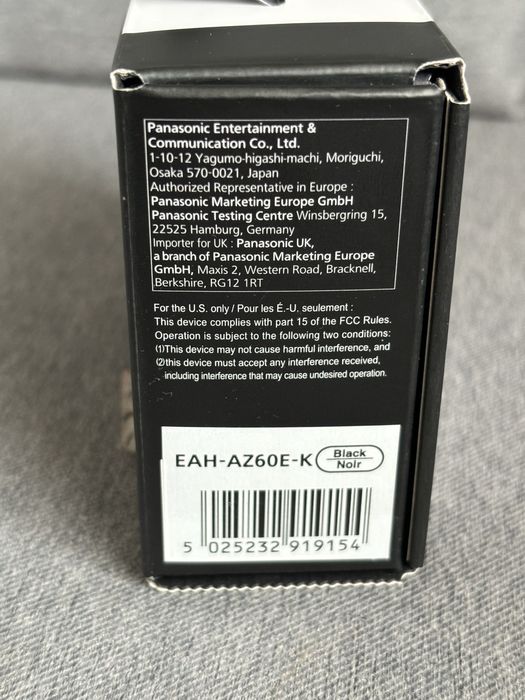 Panasonic Entertainment &
Communication Co., Ltd.
1-10-12 Yagumo-higashi-machi, Moriguchi,
Osaka 570-0021, Japan
Authorized Representative in Europe :
Panasonic Marketing Europe GmbH
Panasonic Testing Centre Winsbergring 15,
22525 Hamburg, Germany
Importer for UK : Panasonic UK,
a branch of Panasonic Marketing Europe
GmbH, Maxis 2, Western Road, Bracknell,
Berkshire, RG12 1RT
For the U.S. only / Pour les É.-U. seulement :
This device complies with part 15 of the FCC Rules.
Operation is subject to the following two conditions:
(1)This device may not cause harmful interference, and
(2)this device must accept any interference received,
including interference that may cause undesired operation.
EAH-AZ60E-K
Black
Noir
5 025232 919154